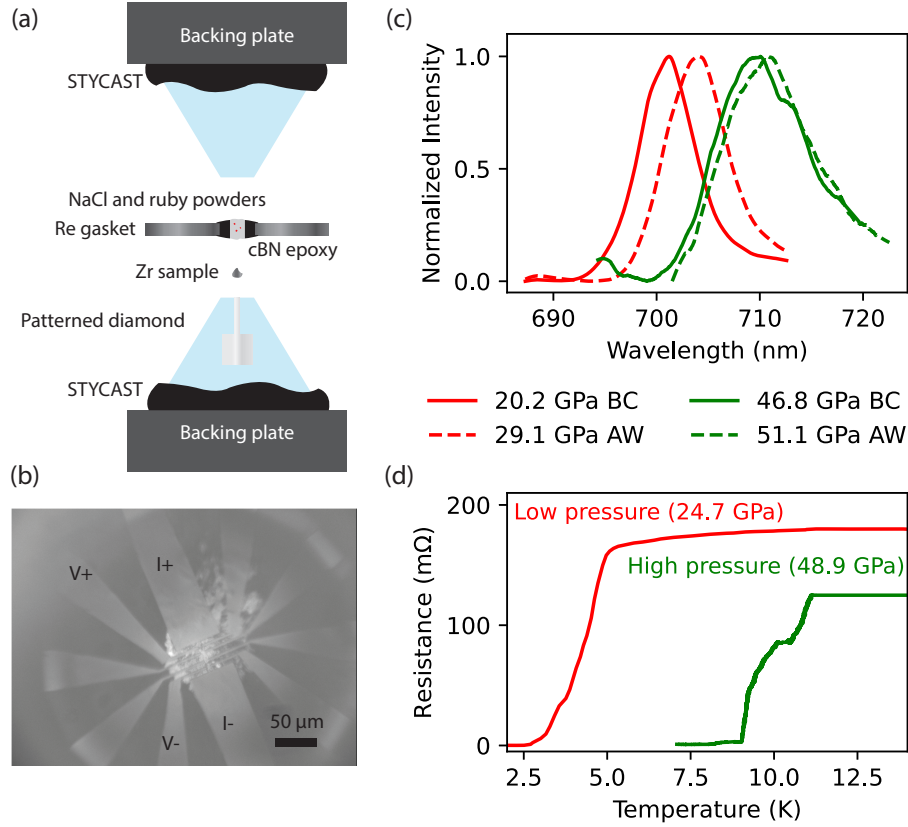 (a)
Backing plate
STYCAST
NaCl and ruby powders
Re gasket
cBN epoxy
Zr sample
Patterned diamond
STYCAST
Backing plate
(b)
V+
I+
V-
I-
50 µm
(c)
Normalized Intensity
1.0
0.5
0.0
690
700
710
720
Wavelength (nm)
20.2 GPa BC
46.8 GPa BC
29.1 GPa AW
51.1 GPa AW
(d)
Resistance (mΩ)
200
100
0
Low pressure (24.7 GPa)
High pressure (48.9 GPa)
2.5
5.0
7.5
10.0
12.5
Temperature (K)